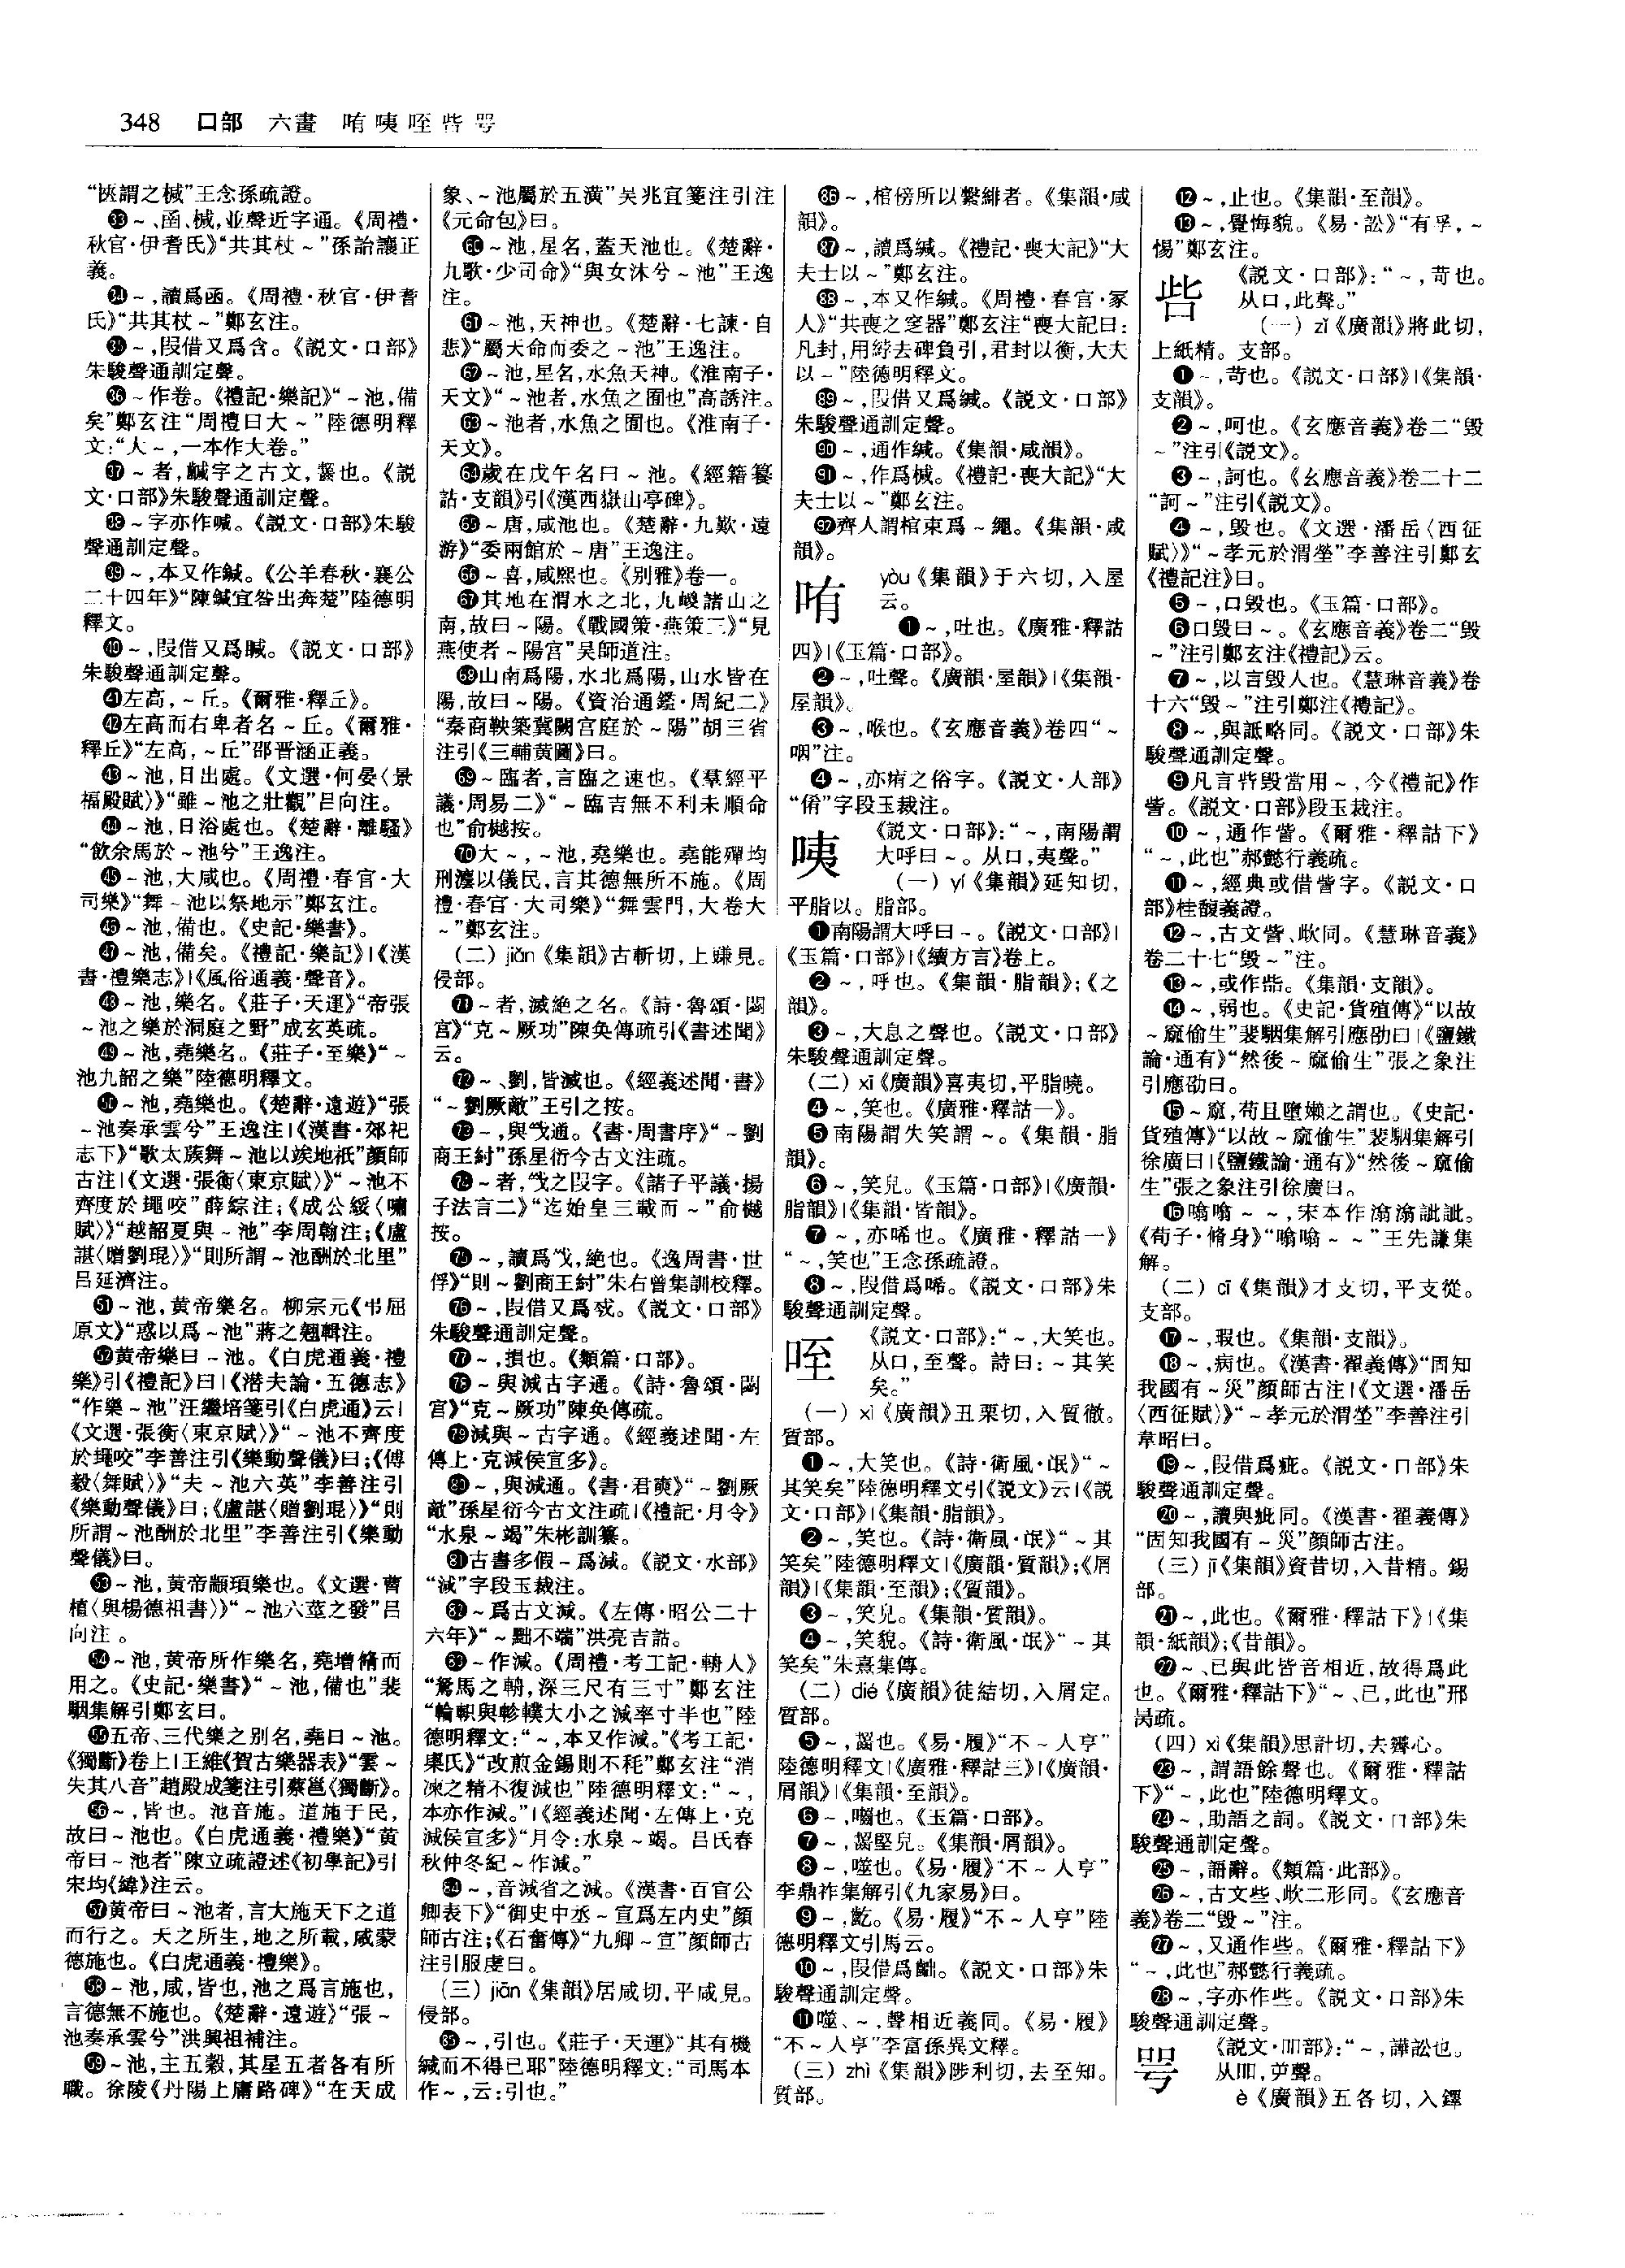 348 口部 六畫 哊咦咥呰咢
“医謂之椷”王念孫疏證。
㉝～、函、椷,並聲近字通。《周禮·
秋官·伊耆氏》“共其杖～”孫詒讓正
義。
㉞～,讀爲函。《周禮·秋官·伊耆
氏》“共其杖～”鄭玄注。
㉟～,叚借又爲含。《説文·口部》
朱駿聲通訓定聲。
㊱～作卷。《禮記·樂記》“～池,備
矣”鄭玄注“周禮曰大～”陸德明釋
文:“大～,一本作大卷。”
㊲～者,鹹字之古文,齧也。《説
文·口部》朱駿聲通訓定聲。
㊳～字亦作喊。《説文·口部》朱駿
聲通訓定聲。
㊴～,本又作鍼。《公羊春秋·襄公
二十四年》“陳鍼宜咎出奔楚”陸德明
釋文。
㊵～,叚借又爲瞴。《説文·口部》
朱駿聲通訓定聲。
㊶左高,～丘。《爾雅·釋丘》。
㊷左高而右卑者名～丘。《爾雅·
釋丘》“左高,～丘”邵晋涵正義。
㊸～池,日出處。《文選·何晏〈景
福殿賦〉》“雖～池之壯觀”吕向注。
㊹～池,日浴處也。《楚辭·離騷》
“飲余馬於～池兮”王逸注。
㊺～池,大咸也。《周禮·春官·大
司樂》“舞～池以祭地示”鄭玄注。
㊻～池,備也。《史記·樂書》。
㊼～池,備矣。《禮記·樂記》|《漢
書·禮樂志》|《風俗通義·聲音》。
㊽～池,樂名。《莊子·天運》“帝張
～池之樂於洞庭之野”成玄英疏。
㊾～池,堯樂名。《莊子·至樂》“～
池九韶之樂”陸德明釋文。
㊿～池,堯樂也。《楚辭·遠遊》“張
～池奏承雲兮”王逸注|《漢書·郊祀
志下》“歌太蔟舞～池以竢地祇”顔師
古注|《文選·張衡〈東京賦〉》“～池不
齊度於䵷咬”薛綜注;《成公綏〈嘯
賦〉》“越韶夏與～池”李周翰注;《盧
諶〈贈劉琨〉》“則所謂～池酬於北里”
吕延濟注。
51～池,黄帝樂名。柳宗元《弔屈
原文》“惑以爲～池”蔣之翹輯注。
52黄帝樂曰～池。《白虎通義·禮
樂》引《禮記》曰|《潜夫論·五德志》
“作樂～池”汪繼培箋引《白虎通》云|
《文選·張衡〈東京賦〉》“～池不齊度
於䵷咬”李善注引《樂動聲儀》曰;《傅
毅〈舞賦〉》“夫～池六英”李善注引
《樂動聲儀》曰;《盧諶〈贈劉琨〉》“則
所謂～池酬於北里”李善注引《樂動
聲儀》曰。
53～池,黄帝顓頊樂也。《文選·曹
植〈與楊德祖書〉》“～池六莖之發”吕
向注。
54～池,黄帝所作樂名,堯增脩而
用之。《史記·樂書》“～池,備也”裴
駰集解引鄭玄曰。
55五帝、三代樂之别名,堯曰～池。
《獨斷》卷上|王維《賀古樂器表》“雲～
失其八音”趙殿成箋注引蔡邕《獨斷》。
56～,皆也。池音施。道施于民,
故曰～池也。《白虎通義·禮樂》“黄
帝曰～池者”陳立疏證述《初學記》引
宋均《緯》注云。
57黄帝曰～池者,言大施天下之道
而行之。天之所生,地之所載,咸蒙
德施也。《白虎通義·禮樂》。
58～池,咸,皆也,池之爲言施也,
言德無不施也。《楚辭·遠遊》“張～
池奏承雲兮”洪興祖補注。
59～池,主五穀,其星五者各有所
職。徐陵《丹陽上庸路碑》“在天成
象、～池屬於五潢”吴兆宜箋注引注
《元命包》曰。
60～池,星名,蓋天池也。《楚辭·
九歌·少司命》“與女沐兮～池”王逸
注。
61～池,天神也。《楚辭·七諫·自
悲》“屬天命而委之～池”王逸注。
62～池,星名,水魚天神。《淮南子·
天文》“～池者,水魚之囿也”高誘注。
63～池者,水魚之囿也。《淮南子·
天文》。
64歲在戊午名曰～池。《經籍籑
詁·支韻》引《漢西嶽山亭碑》。
65～唐,咸池也。《楚辭·九歎·遠
游》“委兩館於～唐”王逸注。
66～喜,咸熙也。《别雅》卷一。
67其地在渭水之北,九嵕諸山之
南,故曰～陽。《戰國策·燕策二》“見
燕使者～陽宫”吴師道注。
68山南爲陽,水北爲陽,山水皆在
陽,故曰～陽。《資治通鑑·周紀二》
“秦商鞅築冀闕宫庭於～陽”胡三省
注引《三輔黄圖》曰。
69～臨者,言臨之速也。《羣經平
議·周易二》“～臨吉無不利未順命
也”俞樾按。
70大～,～池,堯樂也。堯能殫均
刑灋以儀民,言其德無所不施。《周
禮·春官·大司樂》“舞雲門,大卷大
～”鄭玄注。
（二）jiǎn《集韻》古斬切,上豏見。
侵部。
71～者,滅絶之名。《詩·魯頌·閟
宫》“克～厥功”陳奂傳疏引《書述聞》
云。
72～、劉,皆滅也。《經義述聞·書》
“～劉厥敵”王引之按。
73～,與戩通。《書·周書序》“～劉
商王紂”孫星衍今古文注疏。
74～者,戩之叚字。《諸子平議·揚
子法言二》“迄始皇三載而～”俞樾
按。
75～,讀爲戩,絶也。《逸周書·世
俘》“則～劉商王紂”朱右曾集訓校釋。
76～,叚借又爲戡。《説文·口部》
朱駿聲通訓定聲。
77～,損也。《類篇·口部》。
78～與減古字通。《詩·魯頌·閟
宫》“克～厥功”陳奂傳疏。
79減與～古字通。《經義述聞·左
傳上·克減侯宣多》。
80～,與減通。《書·君奭》“～劉厥
敵”孫星衍今古文注疏|《禮記·月令》
“水泉～竭”朱彬訓纂。
81古書多假～爲減。《説文·水部》
“減”字段玉裁注。
82～爲古文減。《左傳·昭公二十
六年》“～黜不端”洪亮吉詁。
83～作減。《周禮·考工記·輈人》
“駑馬之輈,深三尺有三寸”鄭玄注
“輪軹與軫轐大小之減率寸半也”陸
德明釋文:“～,本又作減。”《考工記·
㮚氏》“改煎金錫則不耗”鄭玄注“消
湅之精不復減也”陸德明釋文:“～,
本亦作減。”|《經義述聞·左傳上·克
減侯宣多》“月令:水泉～竭。吕氏春
秋仲冬紀～作減。”
84～,音減省之減。《漢書·百官公
卿表下》“御史中丞～宣爲左内史”顔
師古注;《石奮傳》“九卿～宣”顔師古
注引服虔曰。
（三）jiān《集韻》居咸切,平咸見。
侵部。
85～,引也。《莊子·天運》“其有機
緘而不得已耶”陸德明釋文:“司馬本
作～,云:引也。”
86～,棺傍所以繫紼者。《集韻·咸
韻》。
87～,讀爲緘。《禮記·喪大記》“大
夫士以～”鄭玄注。
88～,本又作緘。《周禮·春官·冢
人》“共喪之窆器”鄭玄注“喪大記曰:
凡封,用綍去碑負引,君封以衡,大夫
以～”陸德明釋文。
89～,叚借又爲緘。《説文·口部》
朱駿聲通訓定聲。
90～,通作緘。《集韻·咸韻》。
91～,作爲椷。《禮記·喪大記》“大
夫士以～”鄭玄注。
92齊人謂棺束爲～繩。《集韻·咸
韻》。
哊 yòu《集韻》于六切,入屋
云。
❶～,吐也。《廣雅·釋詁
四》|《玉篇·口部》。
❷～,吐聲。《廣韻·屋韻》|《集韻·
屋韻》。
❸～,喉也。《玄應音義》卷四“～
咽”注。
❹～,亦痏之俗字。《説文·人部》
“㑥”字段玉裁注。
咦 《説文·口部》:“～,南陽謂
大呼曰～。从口,夷聲。”
（一）yí《集韻》延知切,
平脂以。脂部。
❶南陽謂大呼曰～。《説文·口部》|
《玉篇·口部》|《續方言》卷上。
❷～,呼也。《集韻·脂韻》;《之
韻》。
❸～,大息之聲也。《説文·口部》
朱駿聲通訓定聲。
（二）xī《廣韻》喜夷切,平脂曉。
❹～,笑也。《廣雅·釋詁一》。
❺南陽謂失笑謂～。《集韻·脂
韻》。
❻～,笑皃。《玉篇·口部》|《廣韻·
脂韻》|《集韻·皆韻》。
❼～,亦唏也。《廣雅·釋詁一》
“～,笑也”王念孫疏證。
❽～,叚借爲唏。《説文·口部》朱
駿聲通訓定聲。
咥 《説文·口部》:“～,大笑也。
从口,至聲。詩曰:～其笑
矣。”
（一）xì《廣韻》丑栗切,入質徹。
質部。
❶～,大笑也。《詩·衛風·氓》“～
其笑矣”陸德明釋文引《説文》云|《説
文·口部》|《集韻·脂韻》。
❷～,笑也。《詩·衛風·氓》“～其
笑矣”陸德明釋文|《廣韻·質韻》;《屑
韻》|《集韻·至韻》;《質韻》。
❸～,笑皃。《集韻·質韻》。
❹～,笑貌。《詩·衛風·氓》“～其
笑矣”朱熹集傳。
（二）dié《廣韻》徒結切,入屑定。
質部。
❺～,齧也。《易·履》“不～人亨”
陸德明釋文|《廣雅·釋詁三》|《廣韻·
屑韻》|《集韻·至韻》。
❻～,囓也。《玉篇·口部》。
❼～,齧堅皃。《集韻·屑韻》。
❽～,噬也。《易·履》“不～人亨”
李鼎祚集解引《九家易》曰。
❾～,齕。《易·履》“不～人亨”陸
德明釋文引馬云。
❿～,叚借爲齛。《説文·口部》朱
駿聲通訓定聲。
⓫噬、～,聲相近義同。《易·履》
“不～人亨”李富孫異文釋。
（三）zhì《集韻》陟利切,去至知。
質部。
⓬～,止也。《集韻·至韻》。
⓭～,覺悔貌。《易·訟》“有孚,～
惕”鄭玄注。
呰 《説文·口部》:“～,苛也。
从口,此聲。”
（一）zǐ《廣韻》將此切,
上紙精。支部。
❶～,苛也。《説文·口部》|《集韻·
支韻》。
❷～,呵也。《玄應音義》卷二“毁
～”注引《説文》。
❸～,訶也。《玄應音義》卷二十二
“訶～”注引《説文》。
❹～,毁也。《文選·潘岳〈西征
賦〉》“～孝元於渭塋”李善注引鄭玄
《禮記注》曰。
❺～,口毁也。《玉篇·口部》。
❻口毁曰～。《玄應音義》卷二“毁
～”注引鄭玄注《禮記》云。
❼～,以言毁人也。《慧琳音義》卷
十六“毁～”注引鄭注《禮記》。
❽～,與詆略同。《説文·口部》朱
駿聲通訓定聲。
❾凡言呰毁當用～,今《禮記》作
訾。《説文·口部》段玉裁注。
❿～,通作訾。《爾雅·釋詁下》
“～,此也”郝懿行義疏。
⓫～,經典或借訾字。《説文·口
部》桂馥義證。
⓬～,古文訾、㱔同。《慧琳音義》
卷二十七“毁～”注。
⓭～,或作啙。《集韻·支韻》。
⓮～,弱也。《史記·貨殖傳》“以故
～窳偷生”裴駰集解引應劭曰|《鹽鐵
論·通有》“然後～窳偷生”張之象注
引應劭曰。
⓯～窳,苟且墮嬾之謂也。《史記·
貨殖傳》“以故～窳偷生”裴駰集解引
徐廣曰|《鹽鐵論·通有》“然後～窳偷
生”張之象注引徐廣曰。
⓰噏噏～～,宋本作潝潝訿訿。
《荀子·脩身》“噏噏～～”王先謙集
解。
（二）cī《集韻》才支切,平支從。
支部。
⓱～,瑕也。《集韻·支韻》。
⓲～,病也。《漢書·翟義傳》“固知
我國有～災”顔師古注|《文選·潘岳
〈西征賦〉》“～孝元於渭塋”李善注引
韋昭曰。
⓳～,叚借爲疵。《説文·口部》朱
駿聲通訓定聲。
⓴～,讀與疵同。《漢書·翟義傳》
“固知我國有～災”顔師古注。
（三）jī《集韻》資昔切,入昔精。錫
部。
㉑～,此也。《爾雅·釋詁下》|《集
韻·紙韻》;《昔韻》。
㉒～、已與此皆音相近,故得爲此
也。《爾雅·釋詁下》“～、已,此也”邢
昺疏。
（四）xì《集韻》思計切,去霽心。
㉓～,謂語餘聲也。《爾雅·釋詁
下》“～,此也”陸德明釋文。
㉔～,助語之詞。《説文·口部》朱
駿聲通訓定聲。
㉕～,語辭。《類篇·此部》。
㉖～,古文些、㱔二形同。《玄應音
義》卷二“毁～”注。
㉗～,又通作些。《爾雅·釋詁下》
“～,此也”郝懿行義疏。
㉘～,字亦作些。《説文·口部》朱
駿聲通訓定聲。
咢 《説文·吅部》:“～,譁訟也。
从吅,屰聲。
è《廣韻》五各切,入鐸